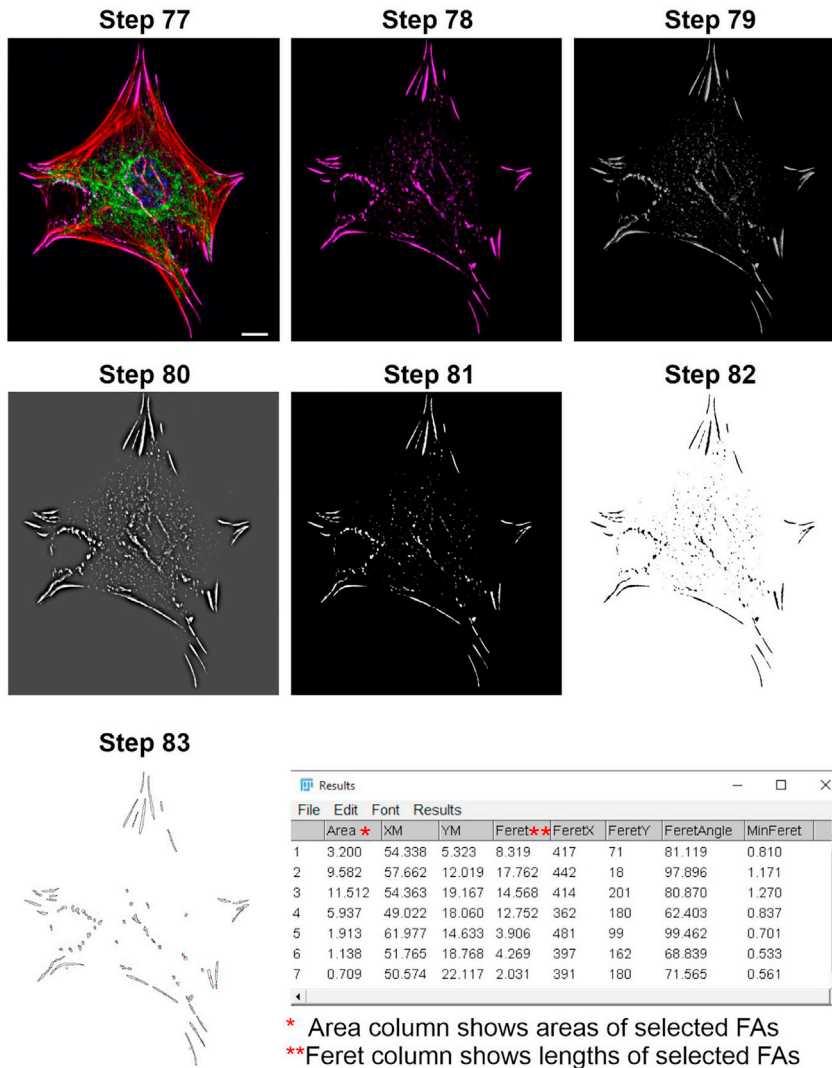 Step 77
Step 78
Step 79
Step 80
Step 81
Step 82
Step 83
Results
File Edit Font Results
Area * XM YM Feret** FeretX FeretY FeretAngle MinFeret
1 3.200 54.338 5.323 8.319 417 71 81.119 0.810
2 9.582 57.662 12.019 17.762 442 18 97.896 1.171
3 11.512 54.363 19.167 14.568 414 201 80.870 1.270
4 5.937 49.022 18.060 12.752 362 180 62.403 0.837
5 1.913 61.977 14.633 3.906 481 99 99.462 0.701
6 1.138 51.765 18.768 4.269 397 162 68.839 0.533
7 0.709 50.574 22.117 2.031 391 180 71.565 0.561
* Area column shows areas of selected FAs
**Feret column shows lengths of selected FAs